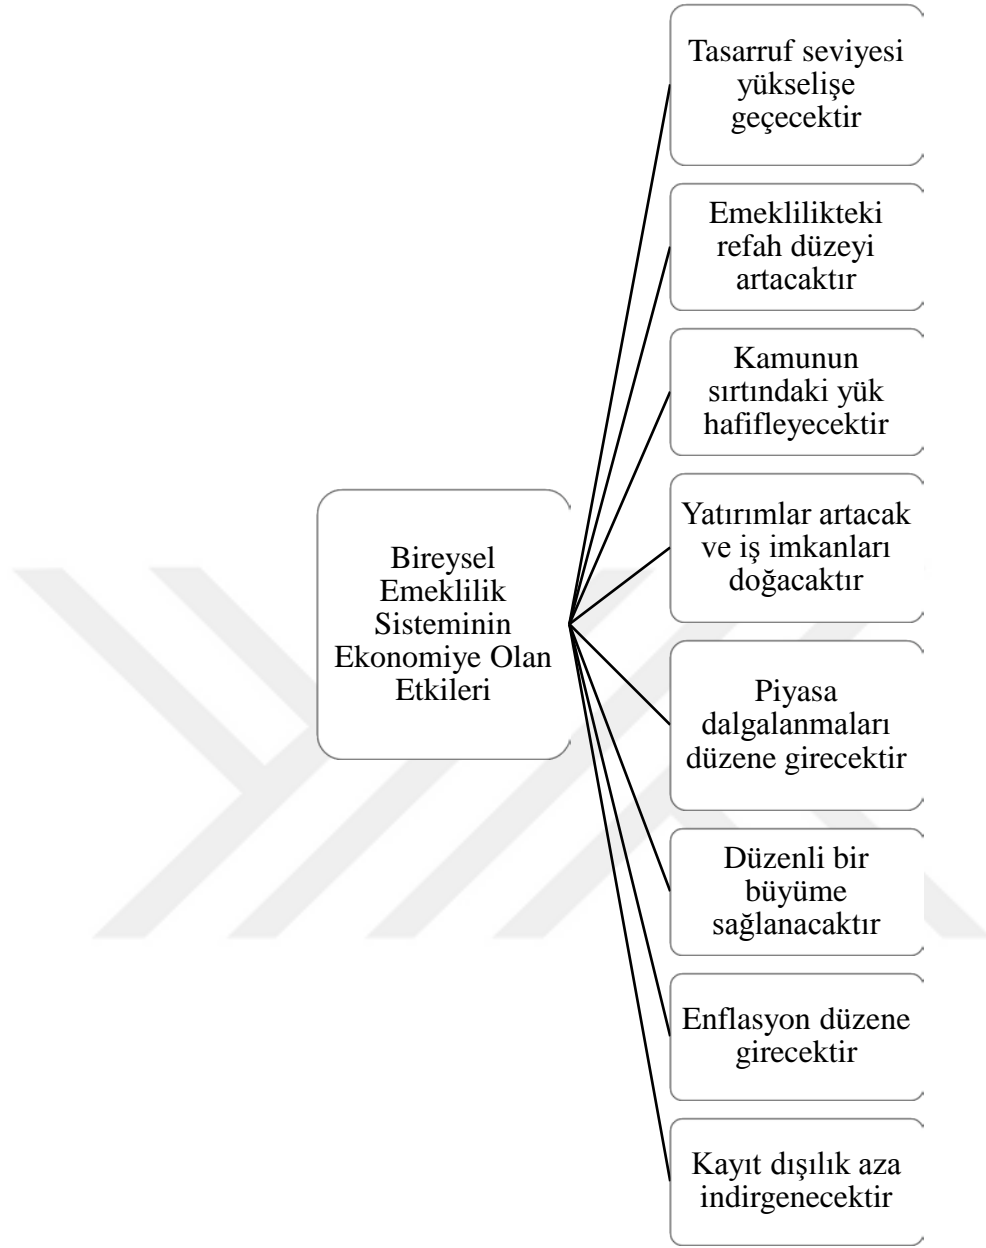 Tasarruf seviyesi
yükselişe
geçecektir
Emeklilikteki
refah düzeyi
artacaktır
Kamunun
sırtındaki yük
hafifleyecektir
Yatırımlar artacak
ve iş imkanları
doğacaktır
Bireysel
Emeklilik
Sisteminin
Ekonomiye Olan
Etkileri
Piyasa
dalgalanmaları
düzene girecektir
Düzenli bir
büyüme
sağlanacaktır
Enflasyon düzene
girecektir
Kayıt dışılık aza
indirgenecektir